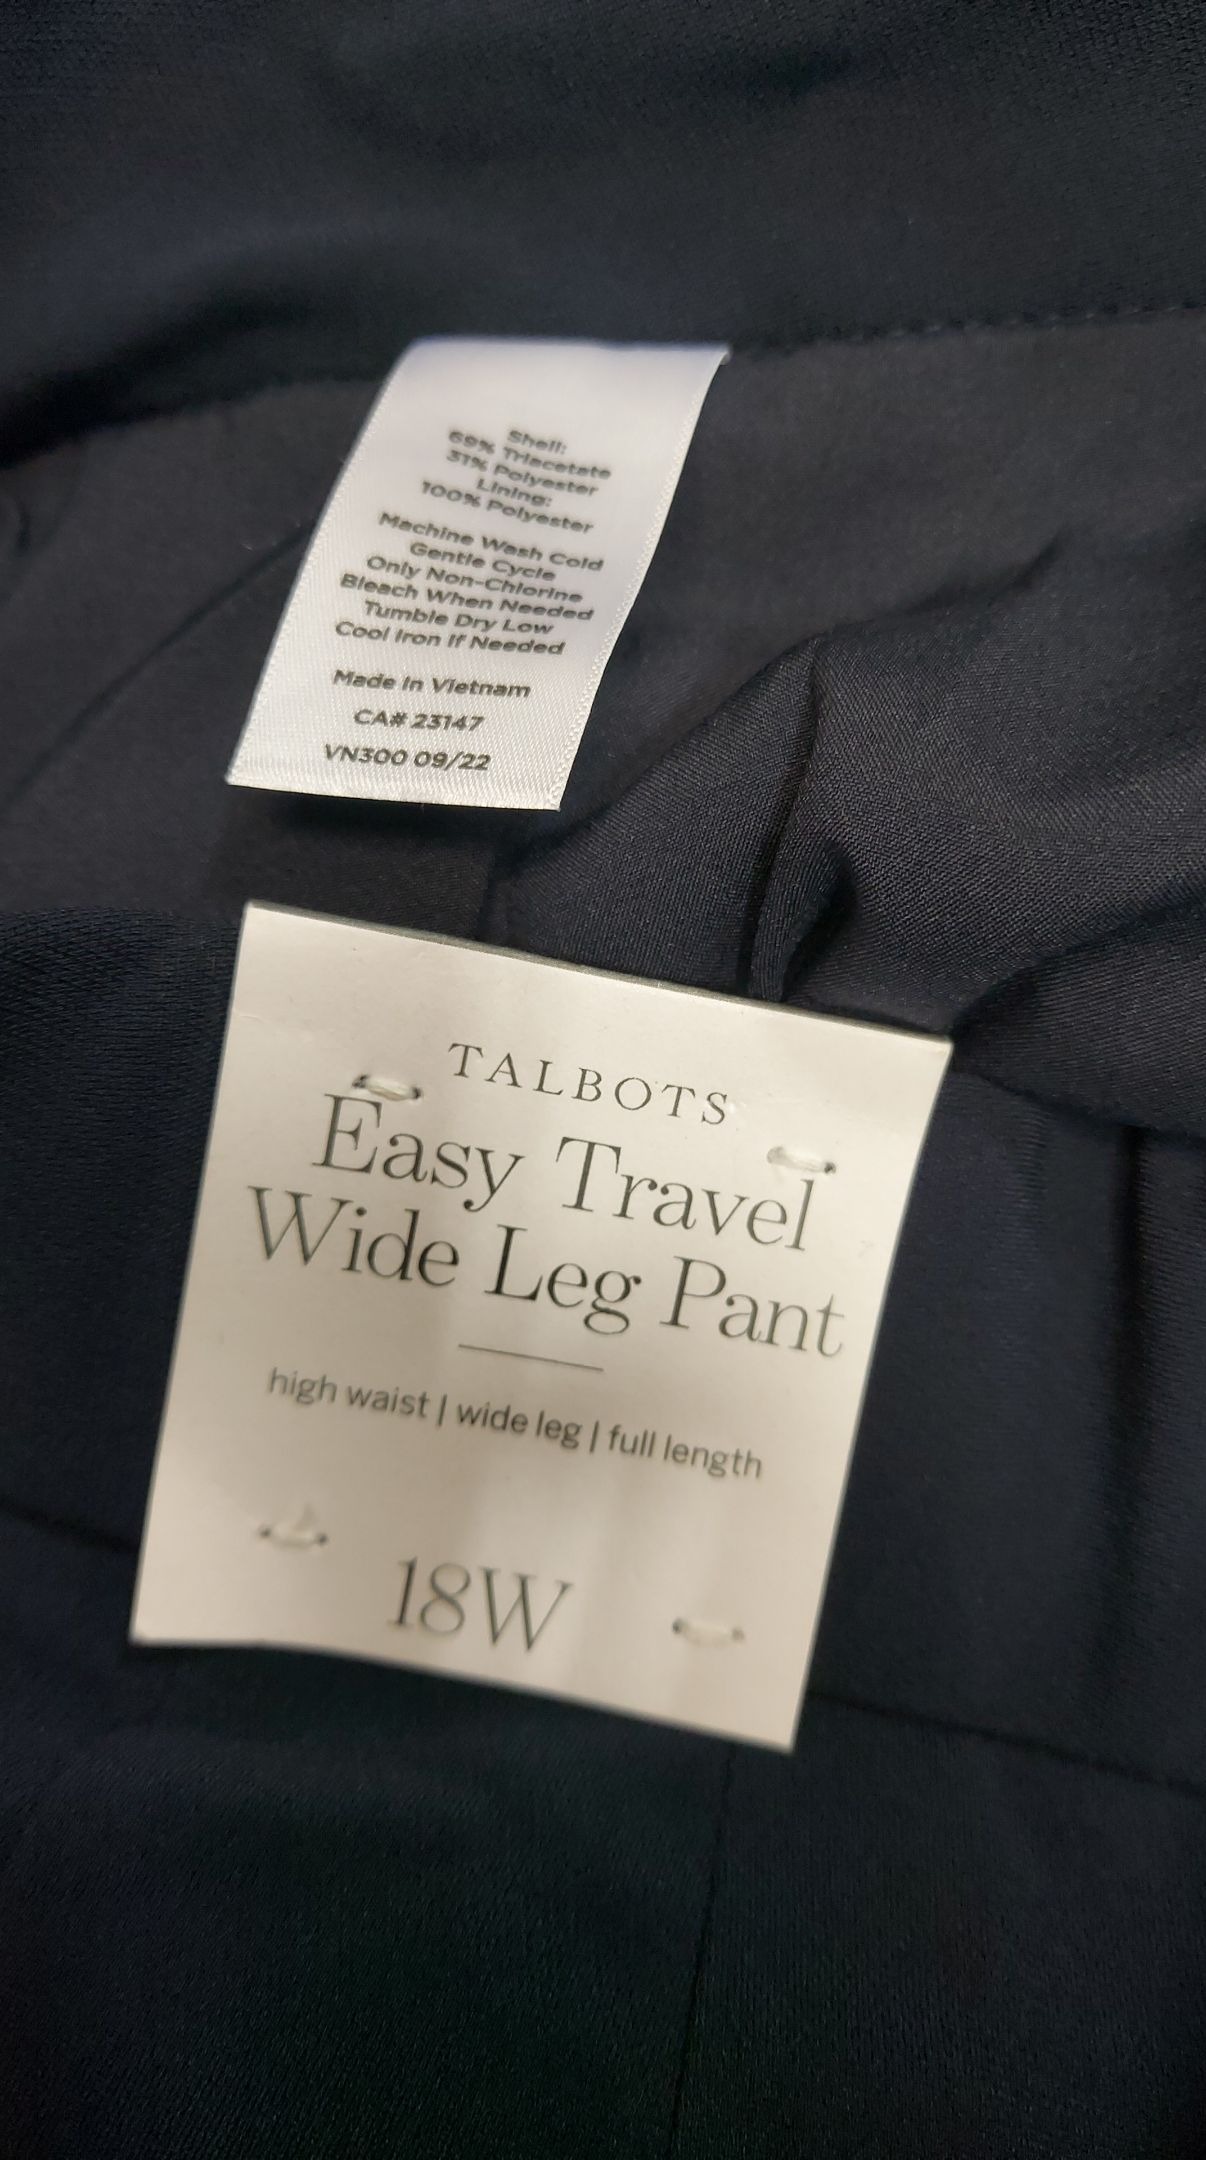 Shell:
69% Triacetate
31% Polyester
Lining:
100% Polyester
Machine Wash Cold
Gentle Cycle
Only Non-Chlorine
Bleach When Needed
Tumble Dry Low
Cool Iron If Needed
Made In Vietnam
CA# 23147
VN300 09/22
TALBOTS
Easy Travel
Wide Leg Pant
high waist | wide leg | full length
18W